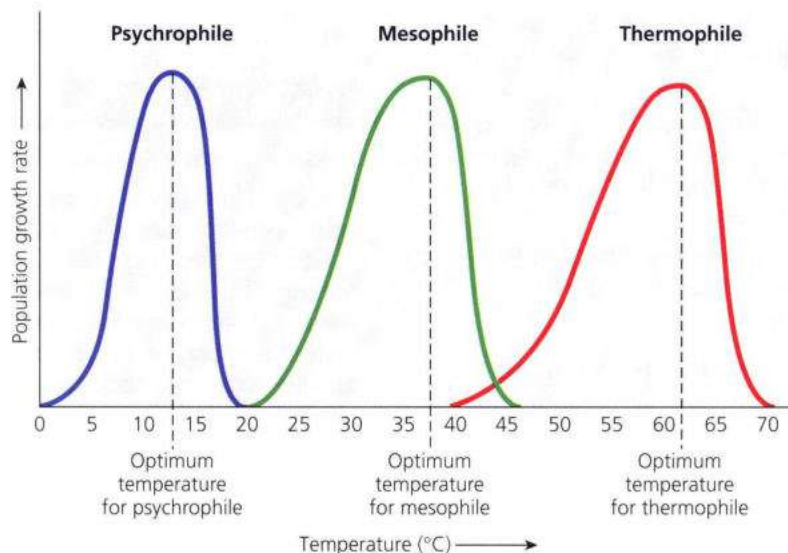 Psychrophile Mesophile Thermophile
Population growth rate
0 5 10 15 20 25 30 35 40 45 50 55 60 65 70
Optimum temperature for psychrophile
Optimum temperature for mesophile
Optimum temperature for thermophile
Temperature (°C)